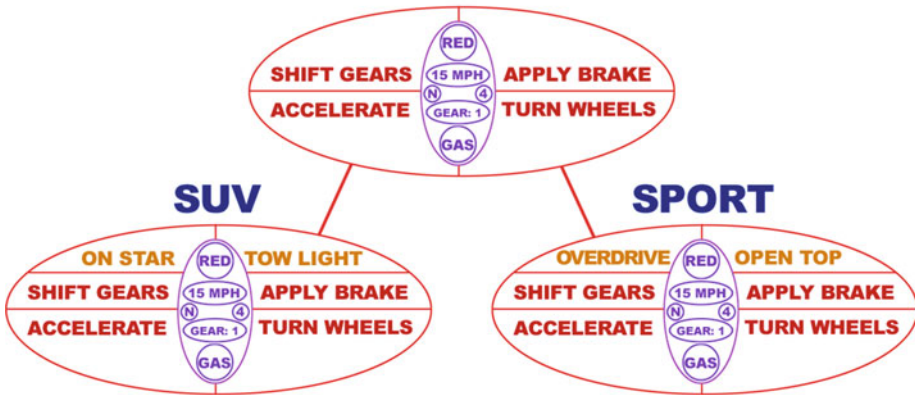 RED
SHIFT GEARS 15 MPH APPLY BRAKE
N 4
ACCELERATE GEAR: 1 TURN WHEELS
GAS
SUV
ON STAR RED TOW LIGHT
SHIFT GEARS 15 MPH APPLY BRAKE
N 4
ACCELERATE GEAR: 1 TURN WHEELS
GAS
SPORT
OVERDRIVE RED OPEN TOP
SHIFT GEARS 15 MPH APPLY BRAKE
N 4
ACCELERATE GEAR: 1 TURN WHEELS
GAS